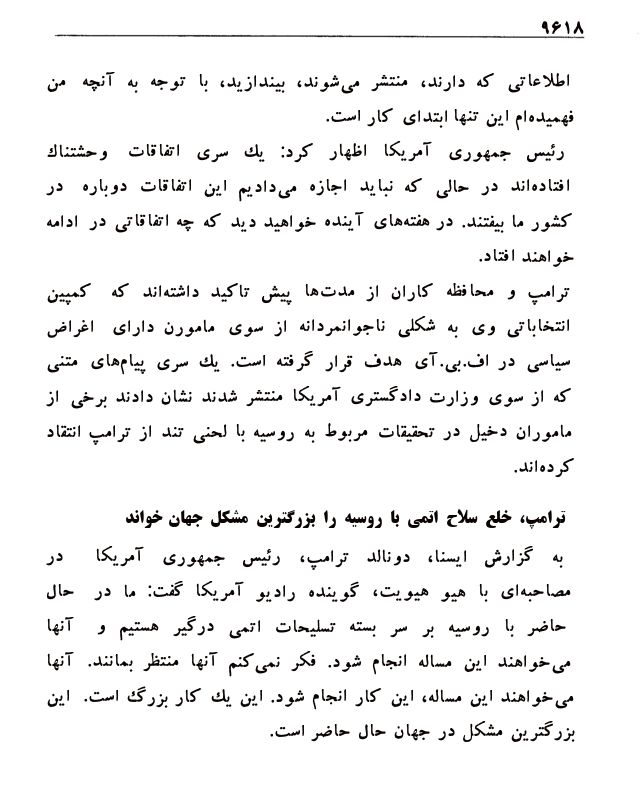 ۹۶۱۸
اطلاعاتی که دارند، منتشر می‌شوند، بیندازید، با توجه به آنچه من
فهمیده‌ام این تنها ابتدای کار است.
رئیس جمهوری آمریکا اظهار کرد: یك سری اتفاقات وحشتناك
افتاده‌اند در حالی که نباید اجازه می‌دادیم این اتفاقات دوباره در
کشور ما بیفتند. در هفته‌های آینده خواهید دید که چه اتفاقاتی در ادامه
خواهند افتاد.
ترامپ و محافظه کاران از مدت‌ها پیش تاکید داشته‌اند که کمپین
انتخاباتی وی به شکلی ناجوانمردانه از سوی مامورن دارای اغراض
سیاسی در اف.بی.آی هدف قرار گرفته است. یك سری پیام‌های متنی
که از سوی وزارت دادگستری آمریکا منتشر شدند نشان دادند برخی از
ماموران دخیل در تحقیقات مربوط به روسیه با لحنی تند از ترامپ انتقاد
کرده‌اند.
ترامپ، خلع سلاح اتمی با روسیه را بزرگترین مشکل جهان خواند
به گزارش ایسنا، دونالد ترامپ، رئیس جمهوری آمریکا در
مصاحبه‌ای با هیو هیویت، گوینده رادیو آمریکا گفت: ما در حال
حاضر با روسیه بر سر بسته تسلیحات اتمی درگیر هستیم و آنها
می‌خواهند این مساله انجام شود. فکر نمی‌کنم آنها منتظر بمانند. آنها
می‌خواهند این مساله، این کار انجام شود. این یك کار بزرگ است. این
بزرگترین مشکل در جهان حال حاضر است.